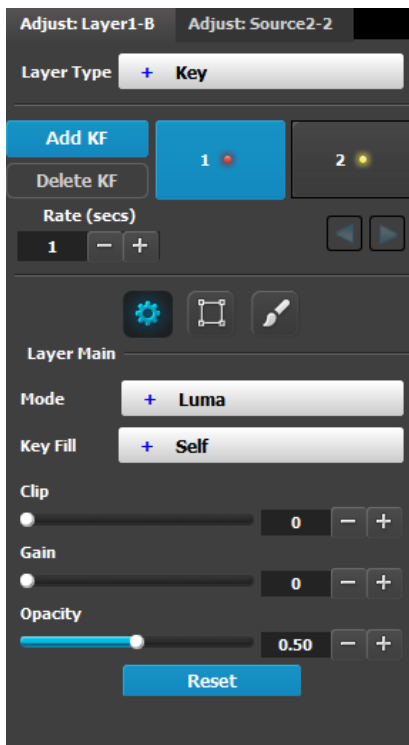 Adjust: Layer1-B Adjust: Source2-2
Layer Type + Key
Add KF
1 2
Delete KF
Rate (secs)
1 − +
Layer Main
Mode + Luma
Key Fill + Self
Clip
0 − +
Gain
0 − +
Opacity
0.50 − +
Reset